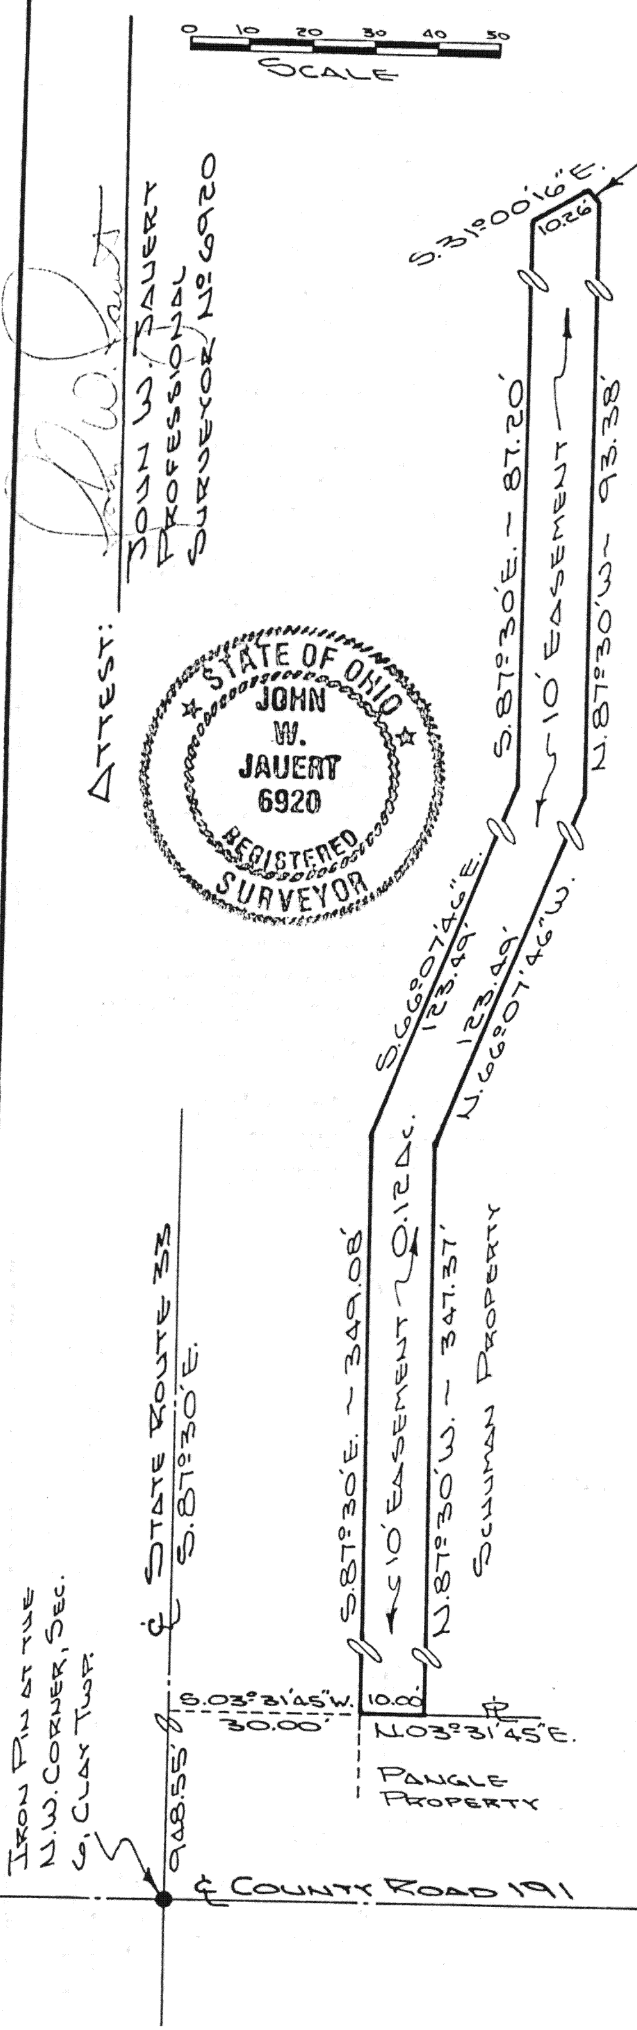 0 10 20 30 40 50
SCALE
S.31°00'16"E.
10.26'
ATTEST:
JOHN W. JAUERT
PROFESSIONAL
SURVEYOR Nº 6920
STATE OF OHIO
JOHN
W.
JAUERT
6920
REGISTERED
SURVEYOR
S.87°30'E. ~ 87.20'
10' EASEMENT
N.87°30'W ~ 93.38'
S.66°07'46"E.
123.49'
123.49'
N.66°07'46"W.
℄ STATE ROUTE 33
S.87°30'E.
S.87°30'E. ~ 349.08'
10' EASEMENT 0.12 Ac.
N.87°30'W. ~ 347.37'
SCHUMAN PROPERTY
IRON PIN AT THE
N.W. CORNER, SEC.
6, CLAY TWP.
948.55'
S.03°31'45"W.
30.00'
10.00'
℄
N.03°31'45"E.
PANGLE
PROPERTY
℄ COUNTY ROAD 191